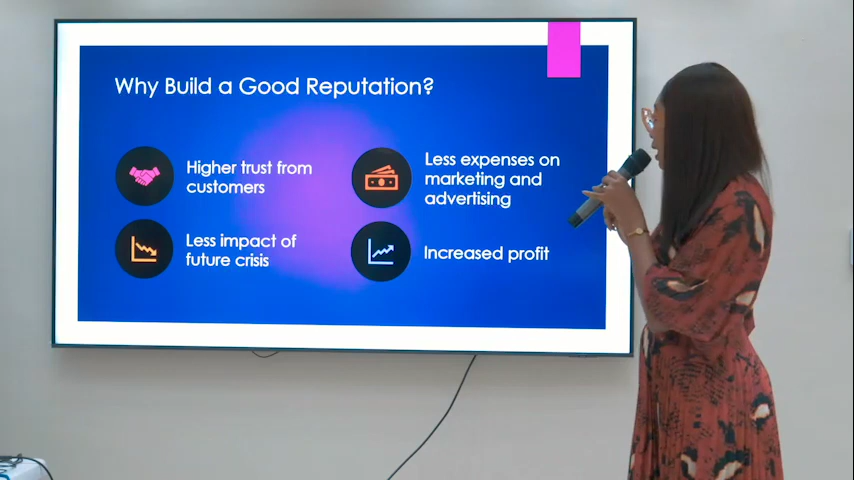 Why Build a Good Reputation?
Higher trust from
customers
Less expenses on
marketing and
advertising
Less impact of
future crisis
Increased profit